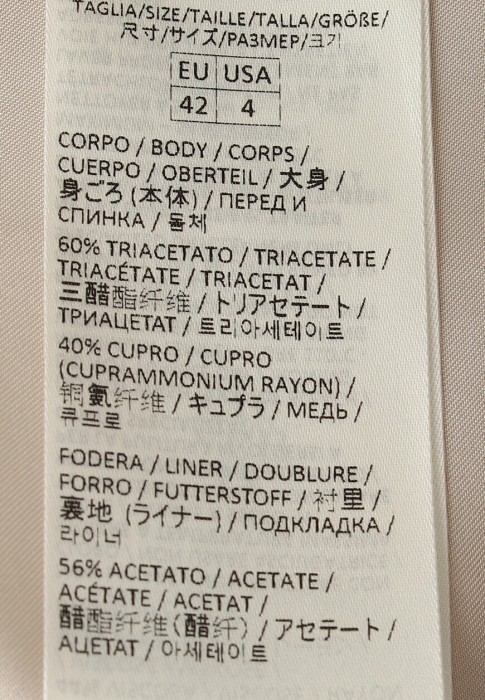 TAGLIA/SIZE/TAILLE/TALLA/GRÖßE/
尺寸/サイズ/РАЗМЕР/크기
EU USA
42 4
CORPO / BODY / CORPS /
CUERPO / OBERTEIL / 大身 /
身ごろ (本体) / ПЕРЕД И
СПИНКА / 몸체
60% TRIACETATO / TRIACETATE /
TRIACÉTATE / TRIACETAT /
三醋酯纤维 / トリアセテート /
ТРИАЦЕТАТ / 트리아세테이트
40% CUPRO / CUPRO
(CUPRAMMONIUM RAYON) /
铜氨纤维 / キュプラ / МЕДЬ /
큐프로
FODERA / LINER / DOUBLURE /
FORRO / FUTTERSTOFF / 衬里 /
裏地 (ライナー) / ПОДКЛАДКА /
라이너
56% ACETATO / ACETATE /
ACÉTATE / ACETAT /
醋酯纤维(醋纤) / アセテート /
АЦЕТАТ / 아세테이트